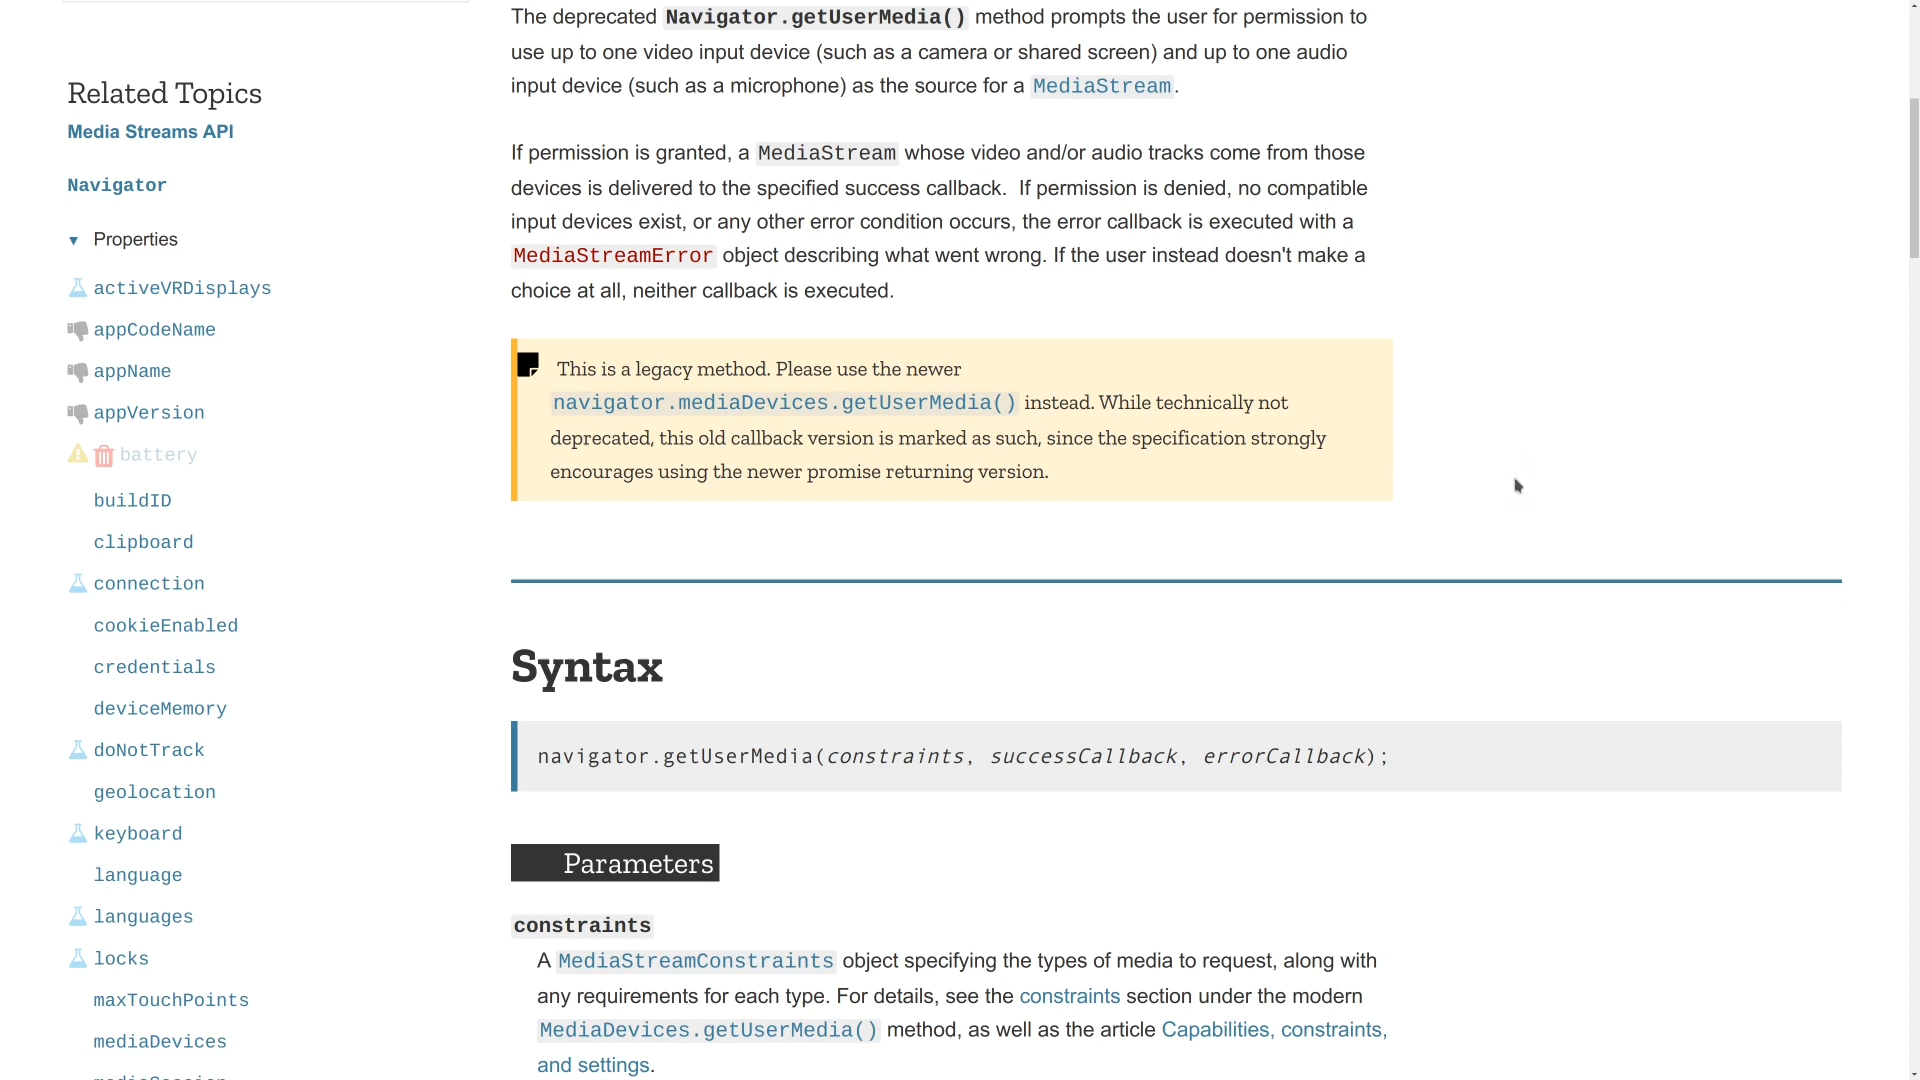 Related Topics
Media Streams API
Navigator
Properties
activeVRDisplays
appCodeName
appName
appVersion
battery
buildID
clipboard
connection
cookieEnabled
credentials
deviceMemory
doNotTrack
geolocation
keyboard
language
languages
locks
maxTouchPoints
mediaDevices
The deprecated Navigator.getUserMedia() method prompts the user for permission to
use up to one video input device (such as a camera or shared screen) and up to one audio
input device (such as a microphone) as the source for a MediaStream.
If permission is granted, a MediaStream whose video and/or audio tracks come from those
devices is delivered to the specified success callback.  If permission is denied, no compatible
input devices exist, or any other error condition occurs, the error callback is executed with a
MediaStreamError object describing what went wrong. If the user instead doesn't make a
choice at all, neither callback is executed.
This is a legacy method. Please use the newer
navigator.mediaDevices.getUserMedia() instead. While technically not
deprecated, this old callback version is marked as such, since the specification strongly
encourages using the newer promise returning version.
Syntax
navigator.getUserMedia(constraints, successCallback, errorCallback);
Parameters
constraints
A MediaStreamConstraints object specifying the types of media to request, along with
any requirements for each type. For details, see the constraints section under the modern
MediaDevices.getUserMedia() method, as well as the article Capabilities, constraints,
and settings.